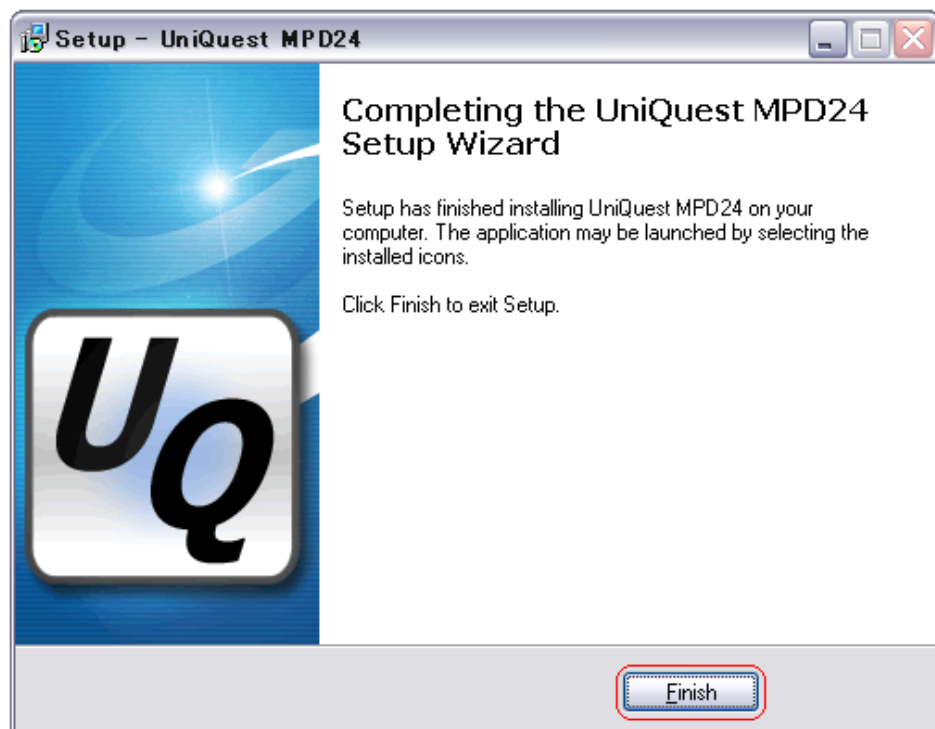 Setup - UniQuest MPD24
Completing the UniQuest MPD24
Setup Wizard
Setup has finished installing UniQuest MPD24 on your
computer. The application may be launched by selecting the
installed icons.
Click Finish to exit Setup.
UQ
Finish